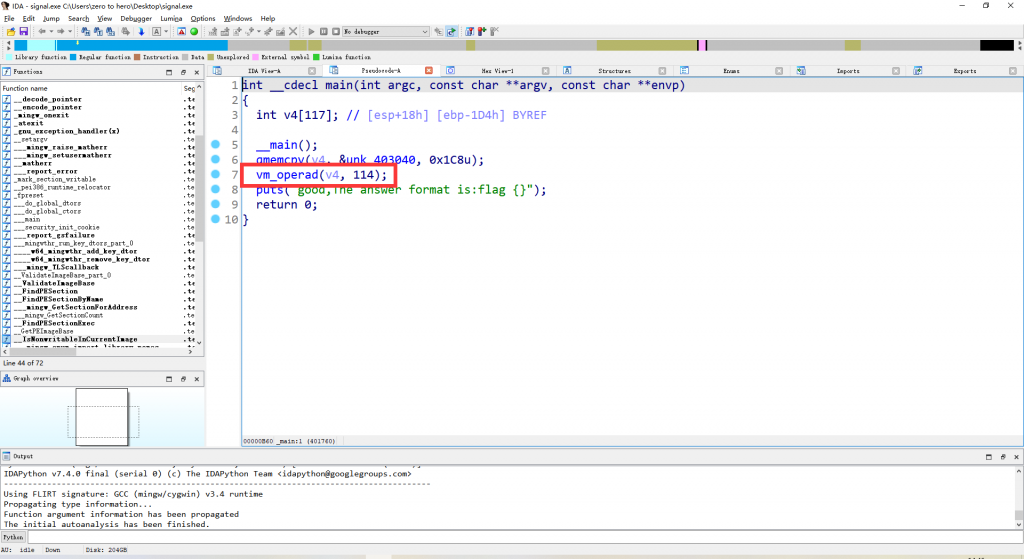 IDA - signal.exe C:\Users\zero to hero\Desktop\signal.exe
File Edit Jump Search View Debugger Lumina Options Windows Help
No debugger
Library function Regular function Instruction Data Unexplored External symbol Lumina function
Functions
IDA View-A Pseudocode-A Hex View-1 Structures Enums Imports Exports
Function name Seg
__decode_pointer .te
__encode_pointer .te
_mingw_onexit .te
_atexit .te
_gnu_exception_handler(x) .te
__setargv .te
___mingw_raise_matherr .te
___mingw_setusermatherr .te
__matherr .te
___report_error .te
_mark_section_writable .te
__pei386_runtime_relocator .te
_fpreset .te
__do_global_dtors .te
__do_global_ctors .te
__main .te
___security_init_cookie .te
___report_gsfailure .te
___mingwthr_run_key_dtors_part_0 .te
____w64_mingwthr_add_key_dtor .te
____w64_mingwthr_remove_key_dtor .te
___mingw_TLScallback .te
__ValidateImageBase_part_0 .te
__ValidateImageBase .te
__FindPESection .te
__FindPESectionByName .te
___mingw_GetSectionForAddress .te
___mingw_GetSectionCount .te
__FindPESectionExec .te
__GetPEImageBase .te
__IsNonwritableInCurrentImage .te
Line 44 of 72
Graph overview
1 int __cdecl main(int argc, const char **argv, const char **envp)
2 {
3 int v4[117]; // [esp+18h] [ebp-1D4h] BYREF
4
5 __main();
6 qmemcpy(v4, &unk_403040, 0x1C8u);
7 vm_operad(v4, 114);
8 puts("good,The answer format is:flag {}");
9 return 0;
10 }
00000B60 _main:1 (401760)
Output
IDAPython v7.4.0 final (serial 0) (c) The IDAPython Team <idapython@googlegroups.com>
Using FLIRT signature: GCC (mingw/cygwin) v3.4 runtime
Propagating type information...
Function argument information has been propagated
The initial autoanalysis has been finished.
Python
AU: idle Down Disk: 204GB